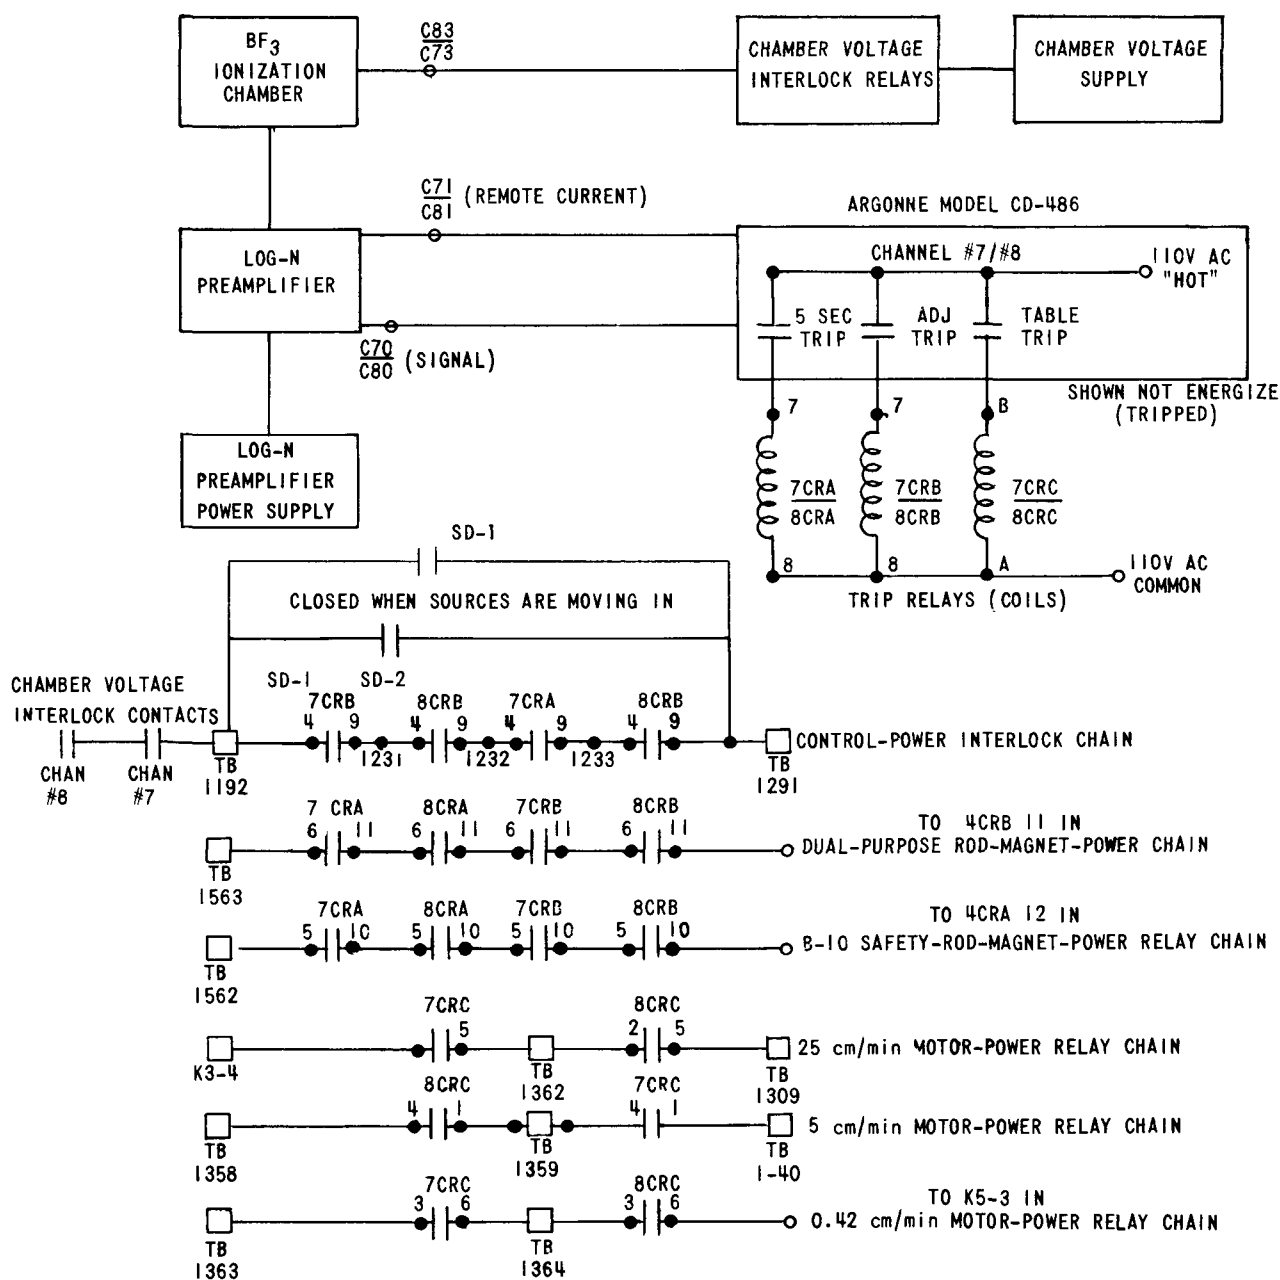 BF3
IONIZATION
CHAMBER
C83
C73
CHAMBER VOLTAGE
INTERLOCK RELAYS
CHAMBER VOLTAGE
SUPPLY
C71
C81
(REMOTE CURRENT)
LOG-N
PREAMPLIFIER
C70
C80
(SIGNAL)
ARGONNE MODEL CD-486
CHANNEL #7/#8
110V AC
"HOT"
5 SEC
TRIP
ADJ
TRIP
TABLE
TRIP
SHOWN NOT ENERGIZE
(TRIPPED)
7
7
B
7CRA
8CRA
7CRB
8CRB
7CRC
8CRC
8
8
A
110V AC
COMMON
TRIP RELAYS (COILS)
LOG-N
PREAMPLIFIER
POWER SUPPLY
SD-1
CLOSED WHEN SOURCES ARE MOVING IN
SD-1
SD-2
CHAMBER VOLTAGE
INTERLOCK CONTACTS
CHAN
#8
CHAN
#7
TB
1192
7CRB
4 9
1231
8CRB
4 9
1232
7CRA
4 9
1233
8CRB
4 9
TB
1291
CONTROL-POWER INTERLOCK CHAIN
TB
1563
7 CRA
6 11
8CRA
6 11
7CRB
6 11
8CRB
6 11
TO 4CRB 11 IN
DUAL-PURPOSE ROD-MAGNET-POWER CHAIN
TB
1562
7CRA
5 10
8CRA
5 10
7CRB
5 10
8CRB
5 10
TO 4CRA 12 IN
B-10 SAFETY-ROD-MAGNET-POWER RELAY CHAIN
K3-4
7CRC
5
TB
1362
8CRC
2 5
TB
1309
25 cm/min MOTOR-POWER RELAY CHAIN
TB
1358
8CRC
4 1
TB
1359
7CRC
4 1
TB
1-40
5 cm/min MOTOR-POWER RELAY CHAIN
TB
1363
7CRC
3 6
TB
1364
8CRC
3 6
TO K5-3 IN
0.42 cm/min MOTOR-POWER RELAY CHAIN